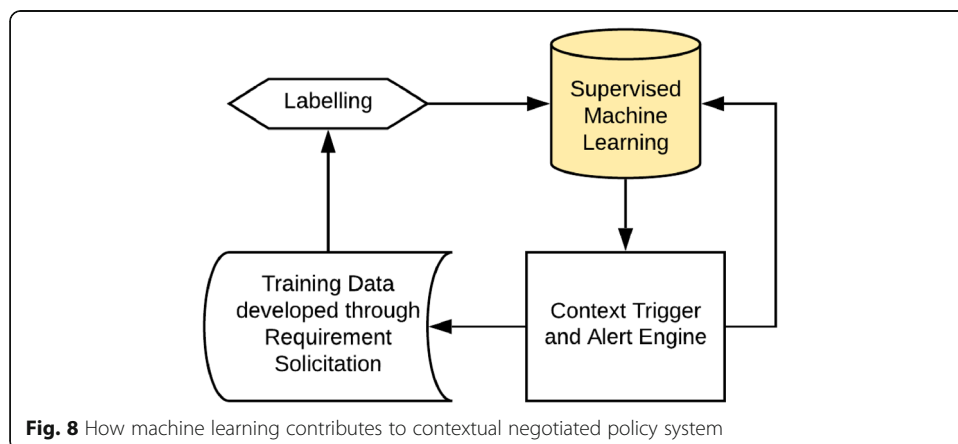 Labelling
Supervised
Machine
Learning
Training Data
developed through
Requirement
Solicitation
Context Trigger
and Alert Engine
Fig. 8 How machine learning contributes to contextual negotiated policy system